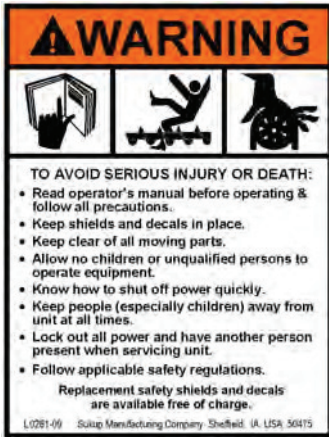 WARNING
TO AVOID SERIOUS INJURY OR DEATH:
• Read operator's manual before operating &
follow all precautions.
• Keep shields and decals in place.
• Keep clear of all moving parts.
• Allow no children or unqualified persons to
operate equipment.
• Know how to shut off power quickly.
• Keep people (especially children) away from
unit at all times.
• Lock out all power and have another person
present when servicing unit.
• Follow applicable safety regulations.
Replacement safety shields and decals
are available free of charge.
L0281-00 Sukup Manufacturing Company Sheffield, IA USA 50475